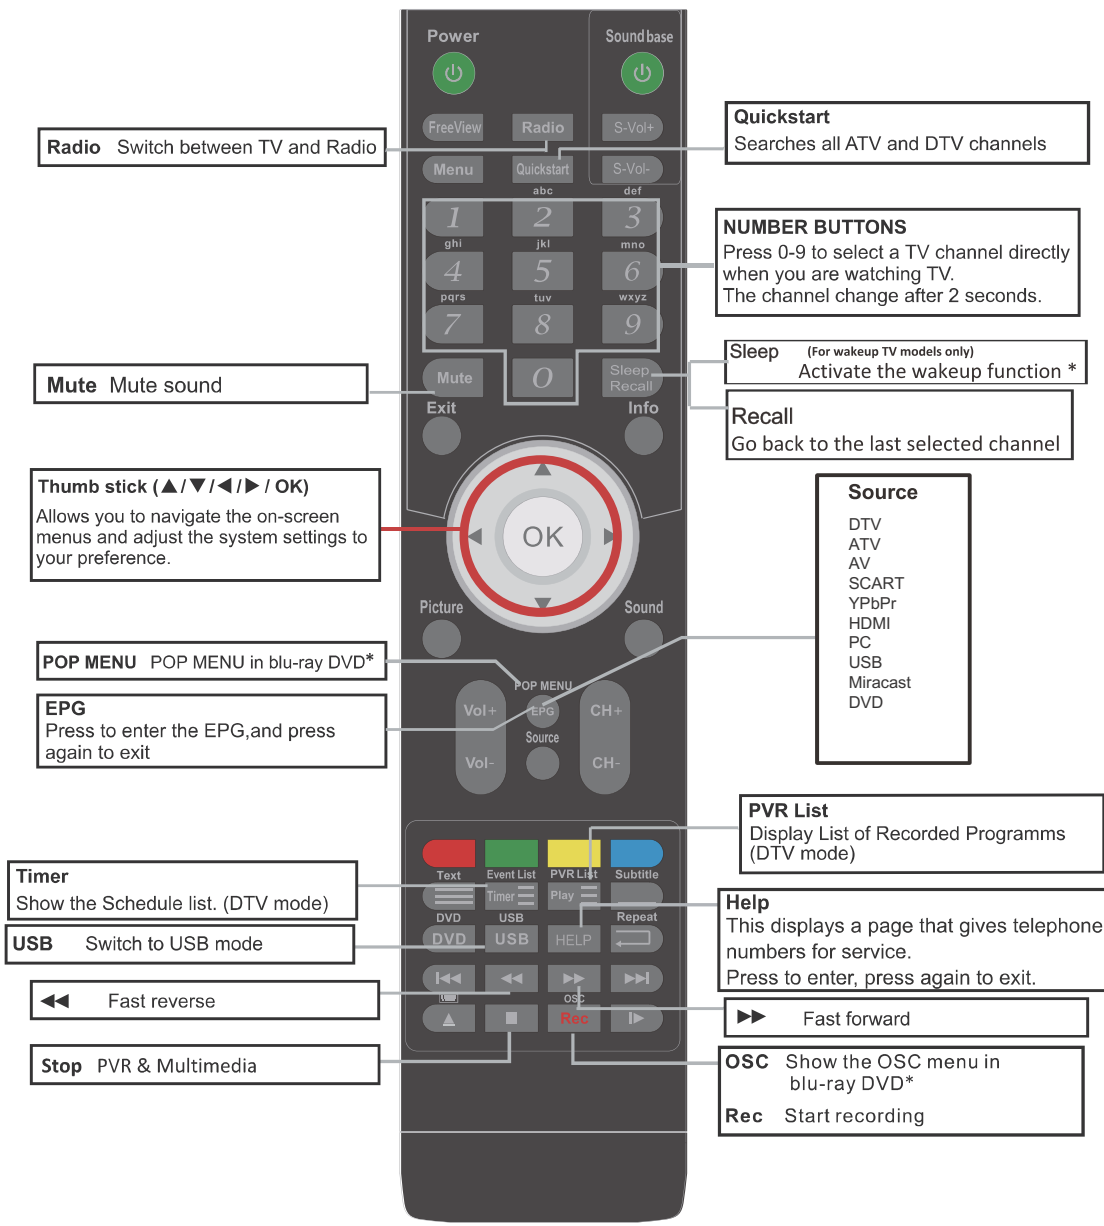 Power
Sound base
FreeView
Radio
S-Vol+
Menu
Quickstart
S-Vol-
abc
def
1
2
3
ghi
jkl
mno
4
5
6
pqrs
tuv
wxyz
7
8
9
Mute
0
Sleep
Recall
Exit
Info
OK
Picture
Sound
POP MENU
Vol+
EPG
CH+
Source
Vol-
CH-
Text
Event List
PVR List
Subtitle
Timer
Play
DVD
USB
Repeat
DVD
USB
HELP
OSC
Rec
Radio Switch between TV and Radio
Mute Mute sound
Thumb stick (▲/▼/◀/▶/ OK)
Allows you to navigate the on-screen
menus and adjust the system settings to
your preference.
POP MENU POP MENU in blu-ray DVD*
EPG
Press to enter the EPG,and press
again to exit
Timer
Show the Schedule list. (DTV mode)
USB Switch to USB mode
◀◀ Fast reverse
Stop PVR & Multimedia
Quickstart
Searches all ATV and DTV channels
NUMBER BUTTONS
Press 0-9 to select a TV channel directly
when you are watching TV.
The channel change after 2 seconds.
Sleep (For wakeup TV models only)
Activate the wakeup function *
Recall
Go back to the last selected channel
Source
DTV
ATV
AV
SCART
YPbPr
HDMI
PC
USB
Miracast
DVD
PVR List
Display List of Recorded Programms
(DTV mode)
Help
This displays a page that gives telephone
numbers for service.
Press to enter, press again to exit.
▶▶ Fast forward
OSC Show the OSC menu in
blu-ray DVD*
Rec Start recording